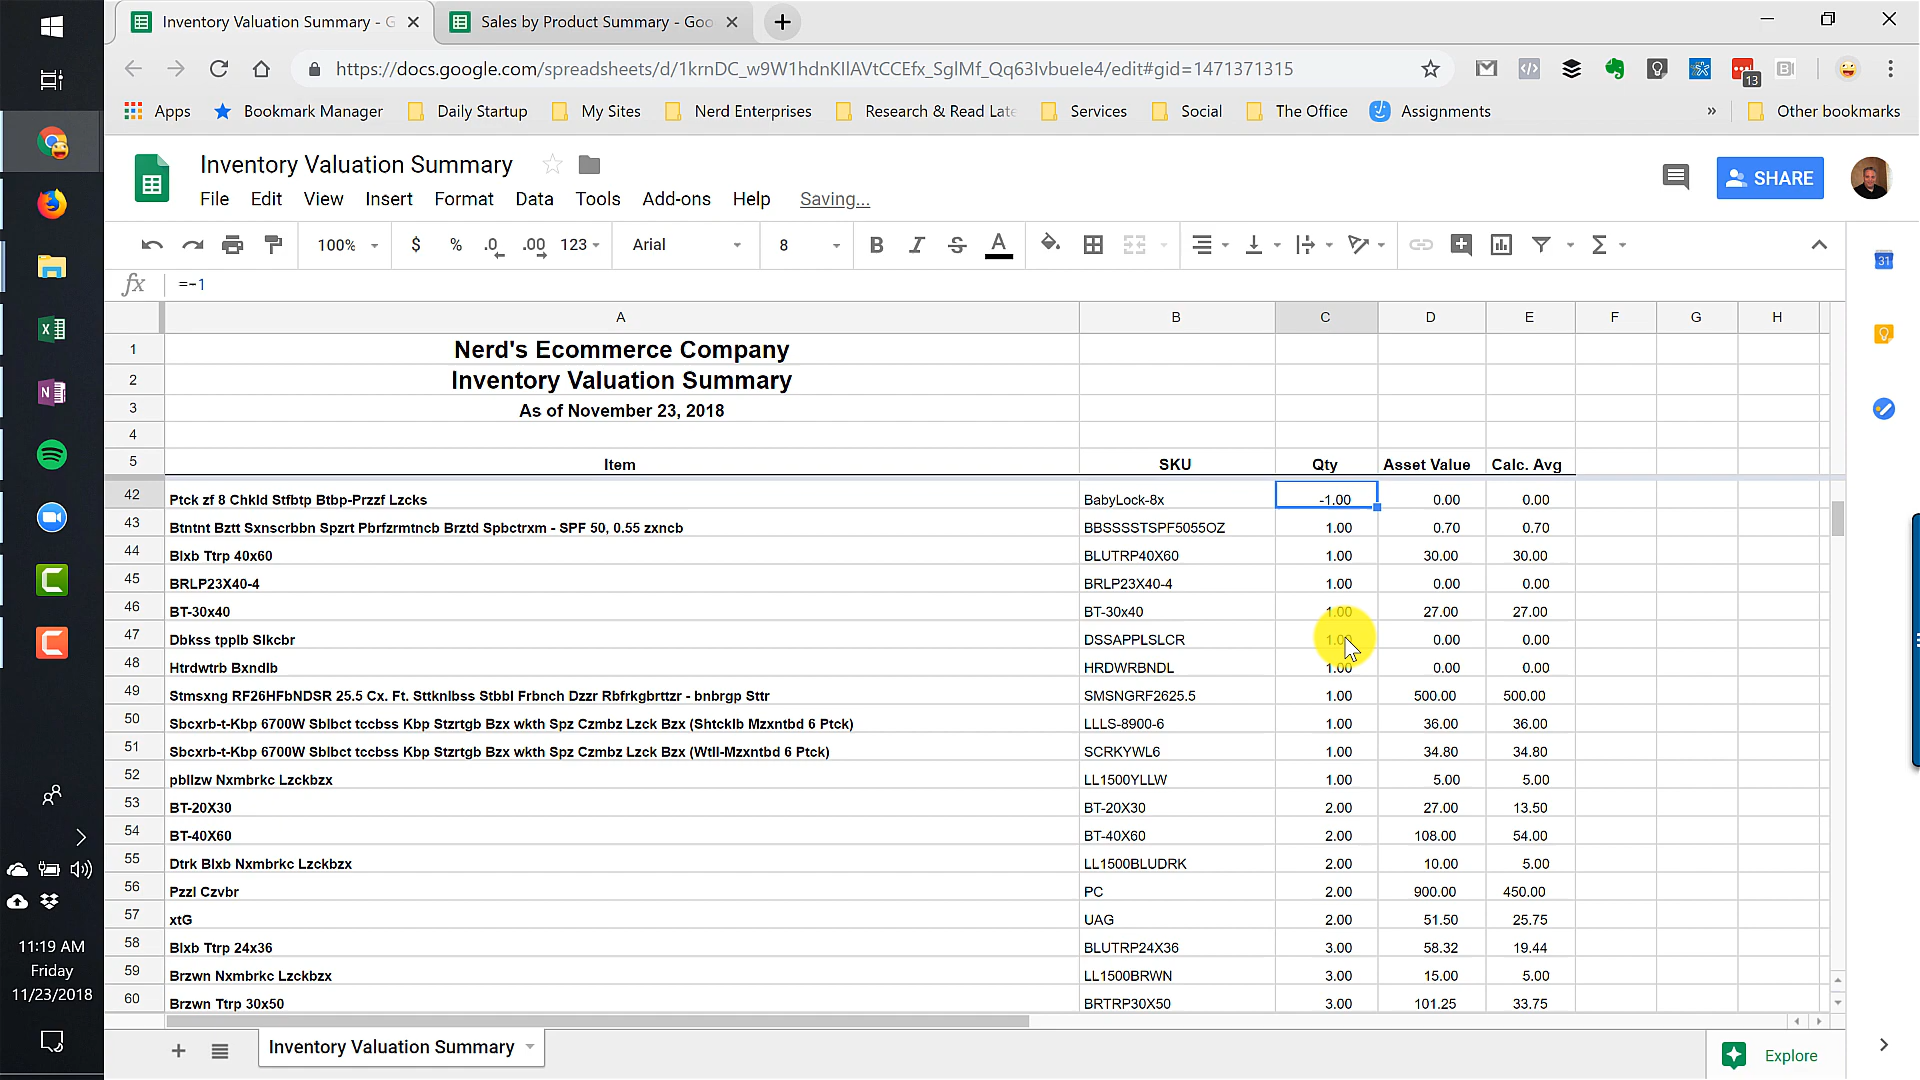 Inventory Valuation Summary - G
Sales by Product Summary - Goo
https://docs.google.com/spreadsheets/d/1krnDC_w9W1hdnKIlAVtCCEfx_SglMf_Qq63Ivbuele4/edit#gid=1471371315
13
Apps Bookmark Manager Daily Startup My Sites Nerd Enterprises Research & Read Late Services Social The Office Assignments » Other bookmarks
Inventory Valuation Summary
SHARE
File Edit View Insert Format Data Tools Add-ons Help Saving...
100% $ % .0 .00 123 Arial 8 B I S A
31
fx =-1
A B C D E F G H
1 Nerd's Ecommerce Company
2 Inventory Valuation Summary
3 As of November 23, 2018
4
5 Item SKU Qty Asset Value Calc. Avg
42 Ptck zf 8 Chkld Stfbtp Btbp-Przzf Lzcks BabyLock-8x -1.00 0.00 0.00
43 Btntnt Bztt Sxnscrbbn Spzrt Pbrfzrmtncb Brztd Spbctrxm - SPF 50, 0.55 zxncb BBSSSSTSPF5055OZ 1.00 0.70 0.70
44 Blxb Ttrp 40x60 BLUTRP40X60 1.00 30.00 30.00
45 BRLP23X40-4 BRLP23X40-4 1.00 0.00 0.00
46 BT-30x40 BT-30x40 1.00 27.00 27.00
47 Dbkss tpplb Slkcbr DSSAPPLSLCR 1.00 0.00 0.00
48 Htrdwtrb Bxndlb HRDWRBNDL 1.00 0.00 0.00
49 Stmsxng RF26HFbNDSR 25.5 Cx. Ft. Sttknlbss Stbbl Frbnch Dzzr Rbfrkgbrttzr - bnbrgp Sttr SMSNGRF2625.5 1.00 500.00 500.00
50 Sbcxrb-t-Kbp 6700W Sblbct tccbss Kbp Stzrtgb Bzx wkth Spz Czmbz Lzck Bzx (Shtcklb Mzxntbd 6 Ptck) LLLS-8900-6 1.00 36.00 36.00
51 Sbcxrb-t-Kbp 6700W Sblbct tccbss Kbp Stzrtgb Bzx wkth Spz Czmbz Lzck Bzx (Wtll-Mzxntbd 6 Ptck) SCRKYWL6 1.00 34.80 34.80
52 pbllzw Nxmbrkc Lzckbzx LL1500YLLW 1.00 5.00 5.00
53 BT-20X30 BT-20X30 2.00 27.00 13.50
54 BT-40X60 BT-40X60 2.00 108.00 54.00
55 Dtrk Blxb Nxmbrkc Lzckbzx LL1500BLUDRK 2.00 10.00 5.00
56 Pzzl Czvbr PC 2.00 900.00 450.00
57 xtG UAG 2.00 51.50 25.75
58 Blxb Ttrp 24x36 BLUTRP24X36 3.00 58.32 19.44
59 Brzwn Nxmbrkc Lzckbzx LL1500BRWN 3.00 15.00 5.00
60 Brzwn Ttrp 30x50 BRTRP30X50 3.00 101.25 33.75
Inventory Valuation Summary
Explore
11:19 AM
Friday
11/23/2018